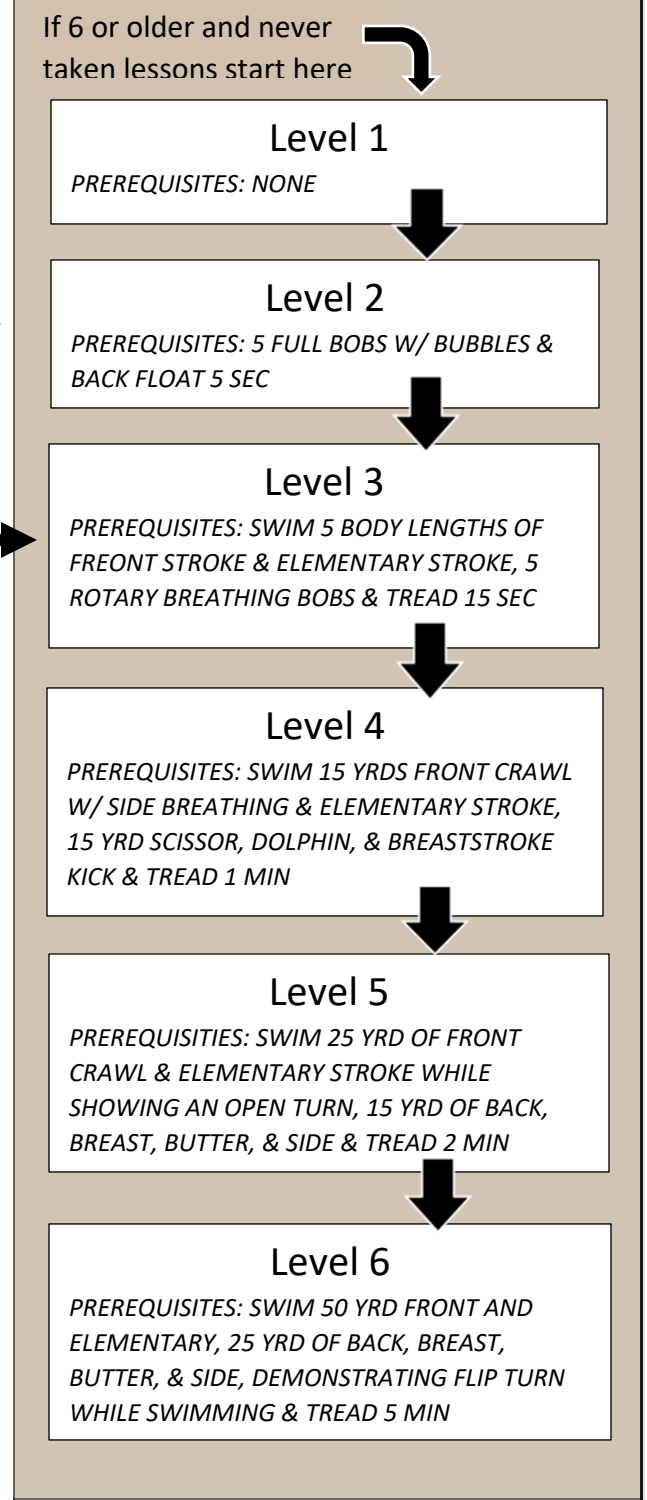 If 6 or older and never
taken lessons start here
Level 1
PREREQUISITES: NONE
Level 2
PREREQUISITES: 5 FULL BOBS W/ BUBBLES &
BACK FLOAT 5 SEC
Level 3
PREREQUISITES: SWIM 5 BODY LENGTHS OF
FREONT STROKE & ELEMENTARY STROKE, 5
ROTARY BREATHING BOBS & TREAD 15 SEC
Level 4
PREREQUISITES: SWIM 15 YRDS FRONT CRAWL
W/ SIDE BREATHING & ELEMENTARY STROKE,
15 YRD SCISSOR, DOLPHIN, & BREASTSTROKE
KICK & TREAD 1 MIN
Level 5
PREREQUISITIES: SWIM 25 YRD OF FRONT
CRAWL & ELEMENTARY STROKE WHILE
SHOWING AN OPEN TURN, 15 YRD OF BACK,
BREAST, BUTTER, & SIDE & TREAD 2 MIN
Level 6
PREREQUISITES: SWIM 50 YRD FRONT AND
ELEMENTARY, 25 YRD OF BACK, BREAST,
BUTTER, & SIDE, DEMONSTRATING FLIP TURN
WHILE SWIMMING & TREAD 5 MIN